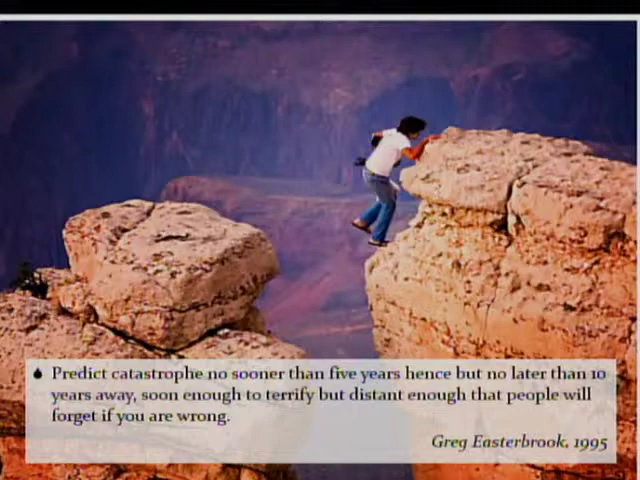 Predict catastrophe no sooner than five years hence but no later than 10
years away, soon enough to terrify but distant enough that people will
forget if you are wrong.
Greg Easterbrook, 1995